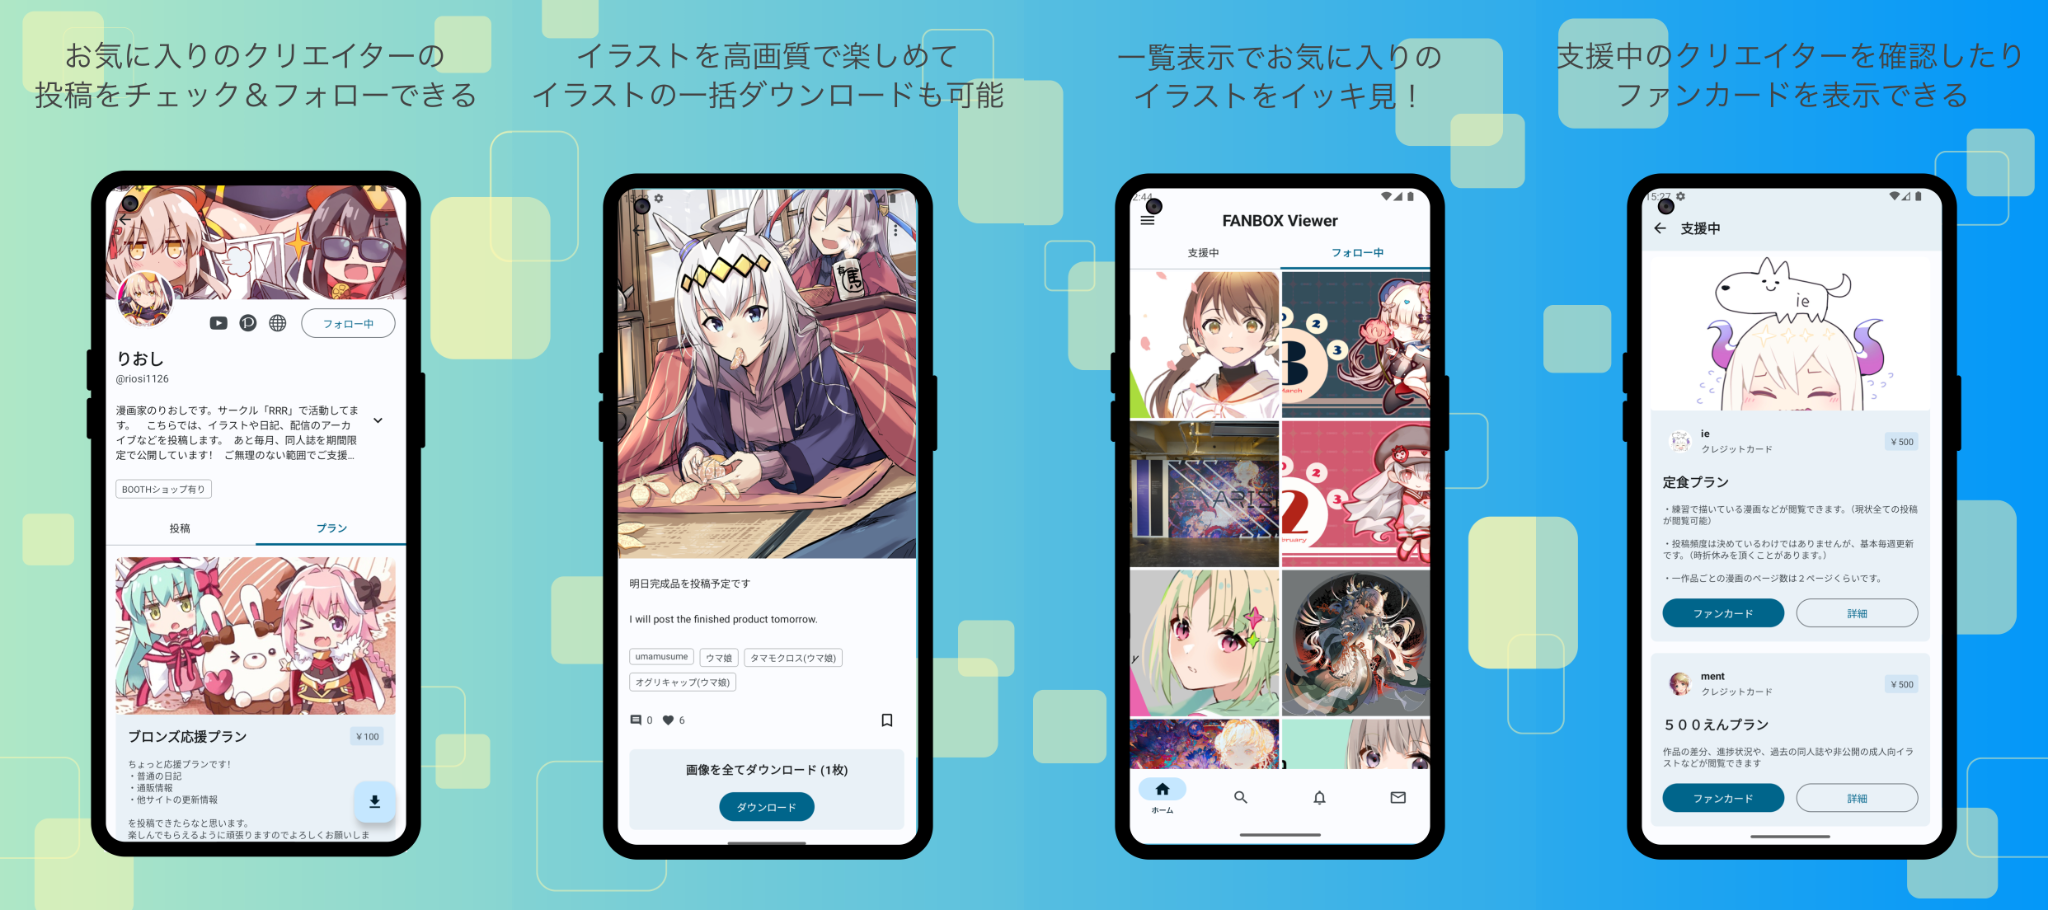 お気に入りのクリエイターの
投稿をチェック＆フォローできる
フォロー中
りおし
@riosi1126
漫画家のりおしです。サークル「RRR」で活動してま
す。　こちらでは、イラストや日記、配信のアーカ
イブなどを投稿します。 あと毎月、同人誌を期間限
定で公開しています！　ご無理のない範囲でご支援...
BOOTHショップ有り
投稿
プラン
ブロンズ応援プラン
￥100
ちょっと応援プランです！
・普通の日記
・通販情報
・他サイトの更新情報
を投稿できたらなと思います。
楽しんでもらえるように頑張りますのでよろしくお願いしま
イラストを高画質で楽しめて
イラストの一括ダウンロードも可能
明日完成品を投稿予定です
I will post the finished product tomorrow.
umamusume
ウマ娘
タマモクロス(ウマ娘)
オグリキャップ(ウマ娘)
0
6
画像を全てダウンロード (1枚)
ダウンロード
一覧表示でお気に入りの
イラストをイッキ見！
2:44
FANBOX Viewer
支援中
フォロー中
2
3
March
ARIS
2
3
2
ホーム
支援中のクリエイターを確認したり
ファンカードを表示できる
15:27
支援中
ie
ie
クレジットカード
￥500
定食プラン
・練習で描いている漫画などが閲覧できます。（現状全ての投稿
が閲覧可能）
・投稿頻度は決めているわけではありませんが、基本毎週更新
です。（時折休みを頂くことがあります。）
・一作品ごとの漫画のページ数は２ページくらいです。
ファンカード
詳細
ment
クレジットカード
￥500
５００えんプラン
作品の差分、進捗状況や、過去の同人誌や非公開の成人向イラ
ストなどが閲覧できます
ファンカード
詳細